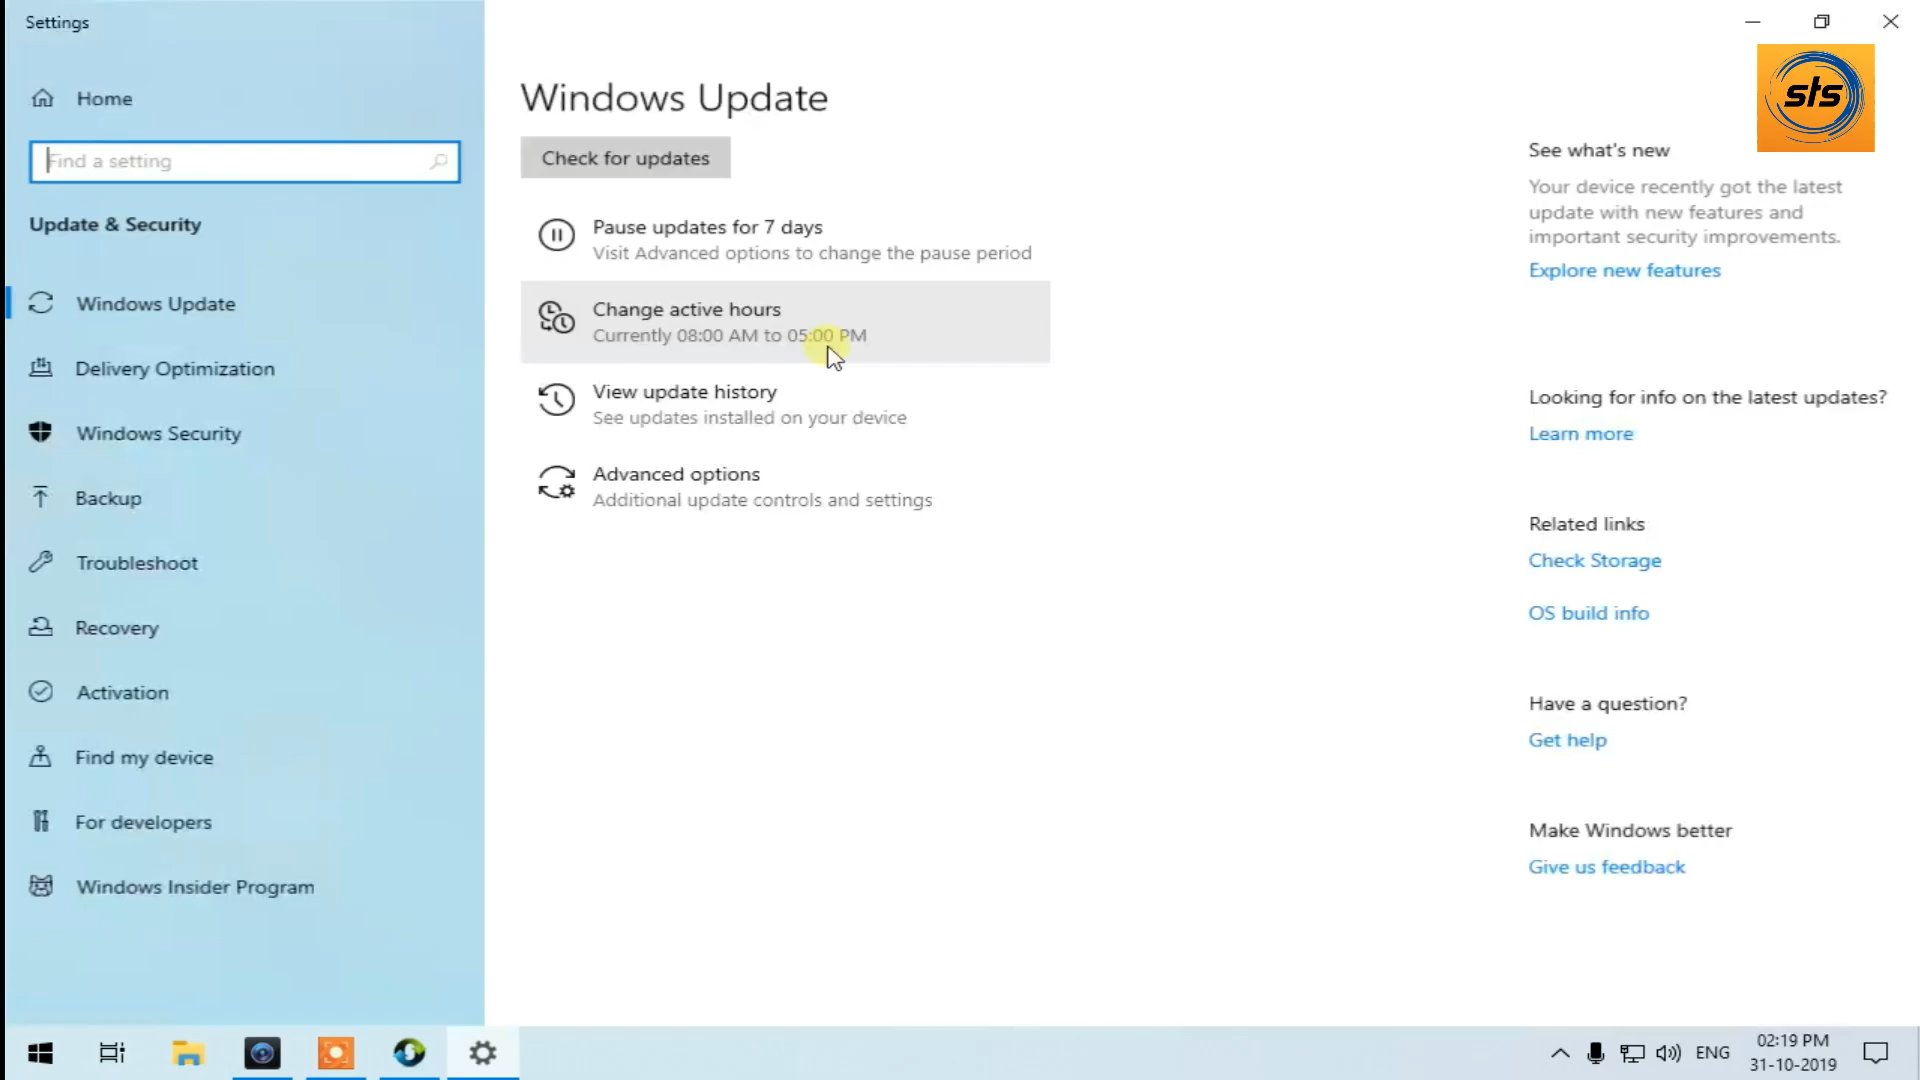 Settings
Home
Find a setting
Update & Security
Windows Update
Delivery Optimization
Windows Security
Backup
Troubleshoot
Recovery
Activation
Find my device
For developers
Windows Insider Program
Windows Update
Check for updates
Pause updates for 7 days
Visit Advanced options to change the pause period
Change active hours
Currently 08:00 AM to 05:00 PM
View update history
See updates installed on your device
Advanced options
Additional update controls and settings
sts
See what's new
Your device recently got the latest
update with new features and
important security improvements.
Explore new features
Looking for info on the latest updates?
Learn more
Related links
Check Storage
OS build info
Have a question?
Get help
Make Windows better
Give us feedback
ENG
02:19 PM
31-10-2019